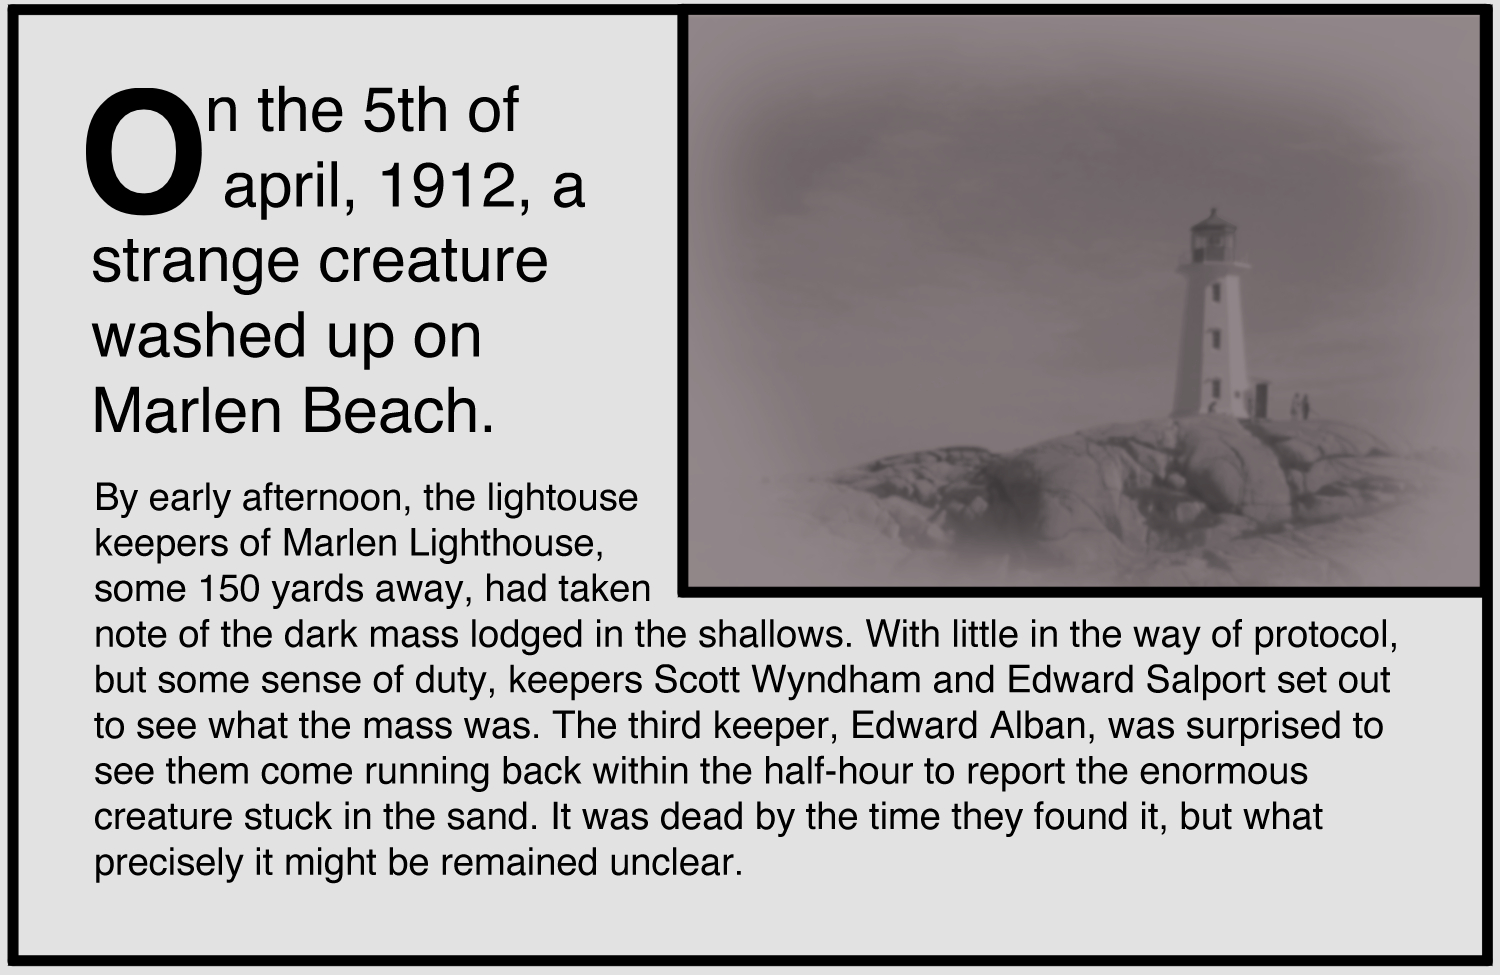 On the 5th of
april, 1912, a
strange creature
washed up on
Marlen Beach.
By early afternoon, the lightouse
keepers of Marlen Lighthouse,
some 150 yards away, had taken
note of the dark mass lodged in the shallows. With little in the way of protocol,
but some sense of duty, keepers Scott Wyndham and Edward Salport set out
to see what the mass was. The third keeper, Edward Alban, was surprised to
see them come running back within the half-hour to report the enormous
creature stuck in the sand. It was dead by the time they found it, but what
precisely it might be remained unclear.